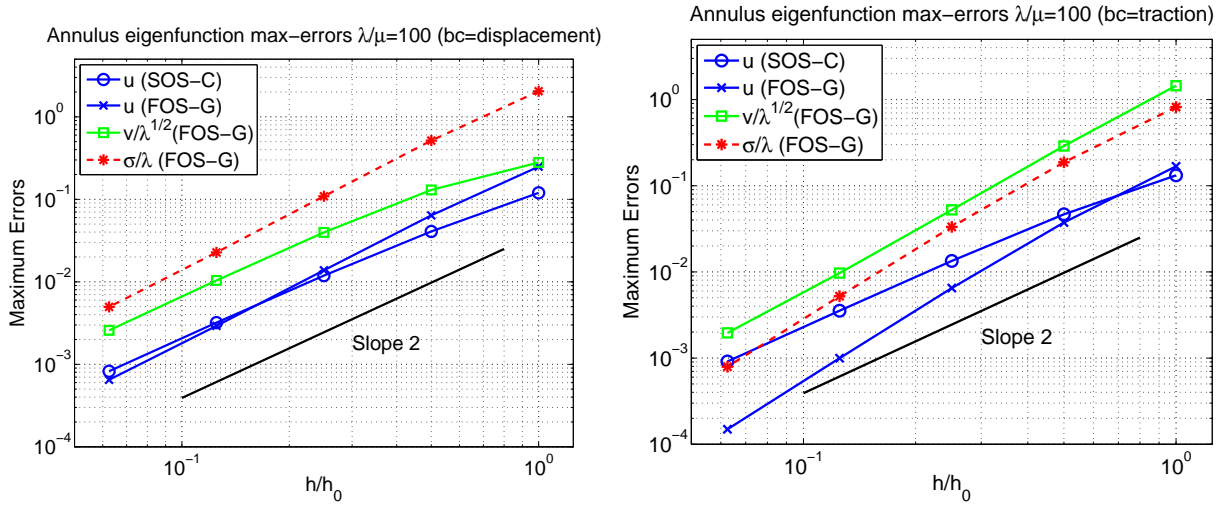 Annulus eigenfunction max−errors λ/μ=100 (bc=displacement)
u (SOS−C)
u (FOS−G)
v/λ^1/2(FOS−G)
σ/λ (FOS−G)
Maximum Errors
10^0
10^−1
10^−2
10^−3
10^−4
Slope 2
10^−1
10^0
h/h_0
Annulus eigenfunction max−errors λ/μ=100 (bc=traction)
u (SOS−C)
u (FOS−G)
v/λ^1/2(FOS−G)
σ/λ (FOS−G)
Maximum Errors
10^0
10^−1
10^−2
10^−3
10^−4
Slope 2
10^−1
10^0
h/h_0